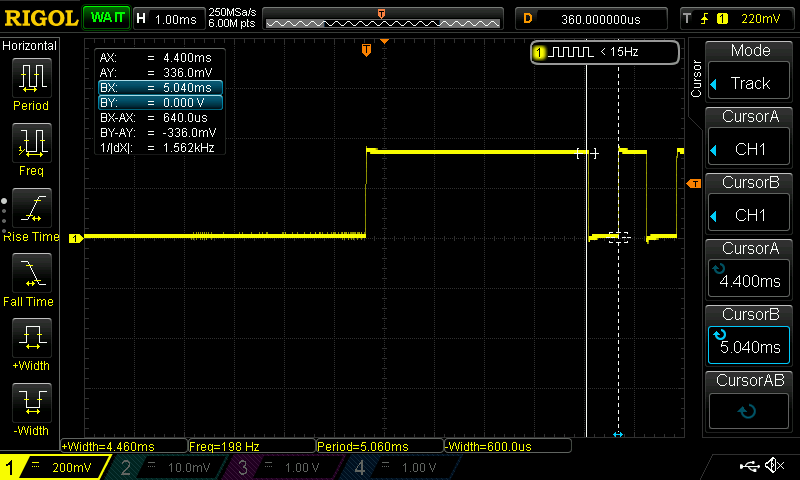 RIGOL WAIT H 1.00ms 250MSa/s 6.00M pts T D 360.000000us T 1 220mV
Horizontal
Period
Freq
Rise Time
Fall Time
+Width
-Width
AX: = 4.400ms
AY: = 336.0mV
BX: = 5.040ms
BY: = 0.000 V
BX-AX: = 640.0us
BY-AY: = -336.0mV
1/|dX|: = 1.562kHz
T
1 < 15Hz
1
T
Cursor
Mode
Track
CursorA
CH1
CursorB
CH1
CursorA
4.400ms
CursorB
5.040ms
CursorAB
+Width=4.460ms Freq=198 Hz Period=5.060ms -Width=600.0us
1 = 200mV 2 = 10.0mV 3 = 1.00 V 4 = 1.00 V